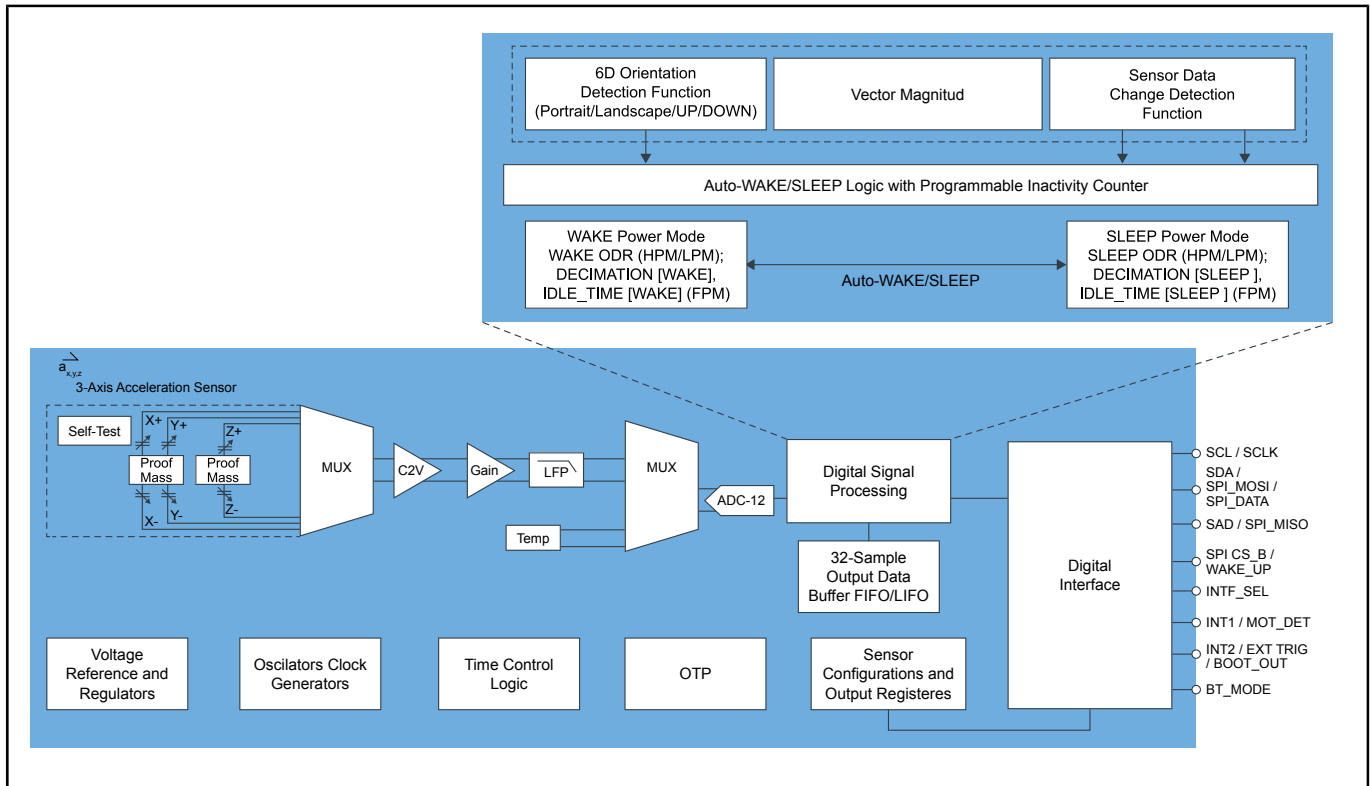 6D Orientation
Detection Function
(Portrait/Landscape/UP/DOWN)
Vector Magnitud
Sensor Data
Change Detection
Function
Auto-WAKE/SLEEP Logic with Programmable Inactivity Counter
WAKE Power Mode
WAKE ODR (HPM/LPM);
DECIMATION [WAKE],
IDLE_TIME [WAKE] (FPM)
Auto-WAKE/SLEEP
SLEEP Power Mode
SLEEP ODR (HPM/LPM);
DECIMATION [SLEEP ],
IDLE_TIME [SLEEP ] (FPM)
a x,y,z
3-Axis Acceleration Sensor
Self-Test
X+
Y+
Z+
Proof
Mass
Proof
Mass
X-
Y-
Z-
MUX
C2V
Gain
LFP
Temp
MUX
ADC-12
Digital Signal
Processing
32-Sample
Output Data
Buffer FIFO/LIFO
Digital
Interface
SCL / SCLK
SDA /
SPI_MOSI /
SPI_DATA
SAD / SPI_MISO
SPI CS_B /
WAKE_UP
INTF_SEL
INT1 / MOT_DET
INT2 / EXT TRIG
/ BOOT_OUT
BT_MODE
Voltage
Reference and
Regulators
Oscilators Clock
Generators
Time Control
Logic
OTP
Sensor
Configurations and
Output Registeres